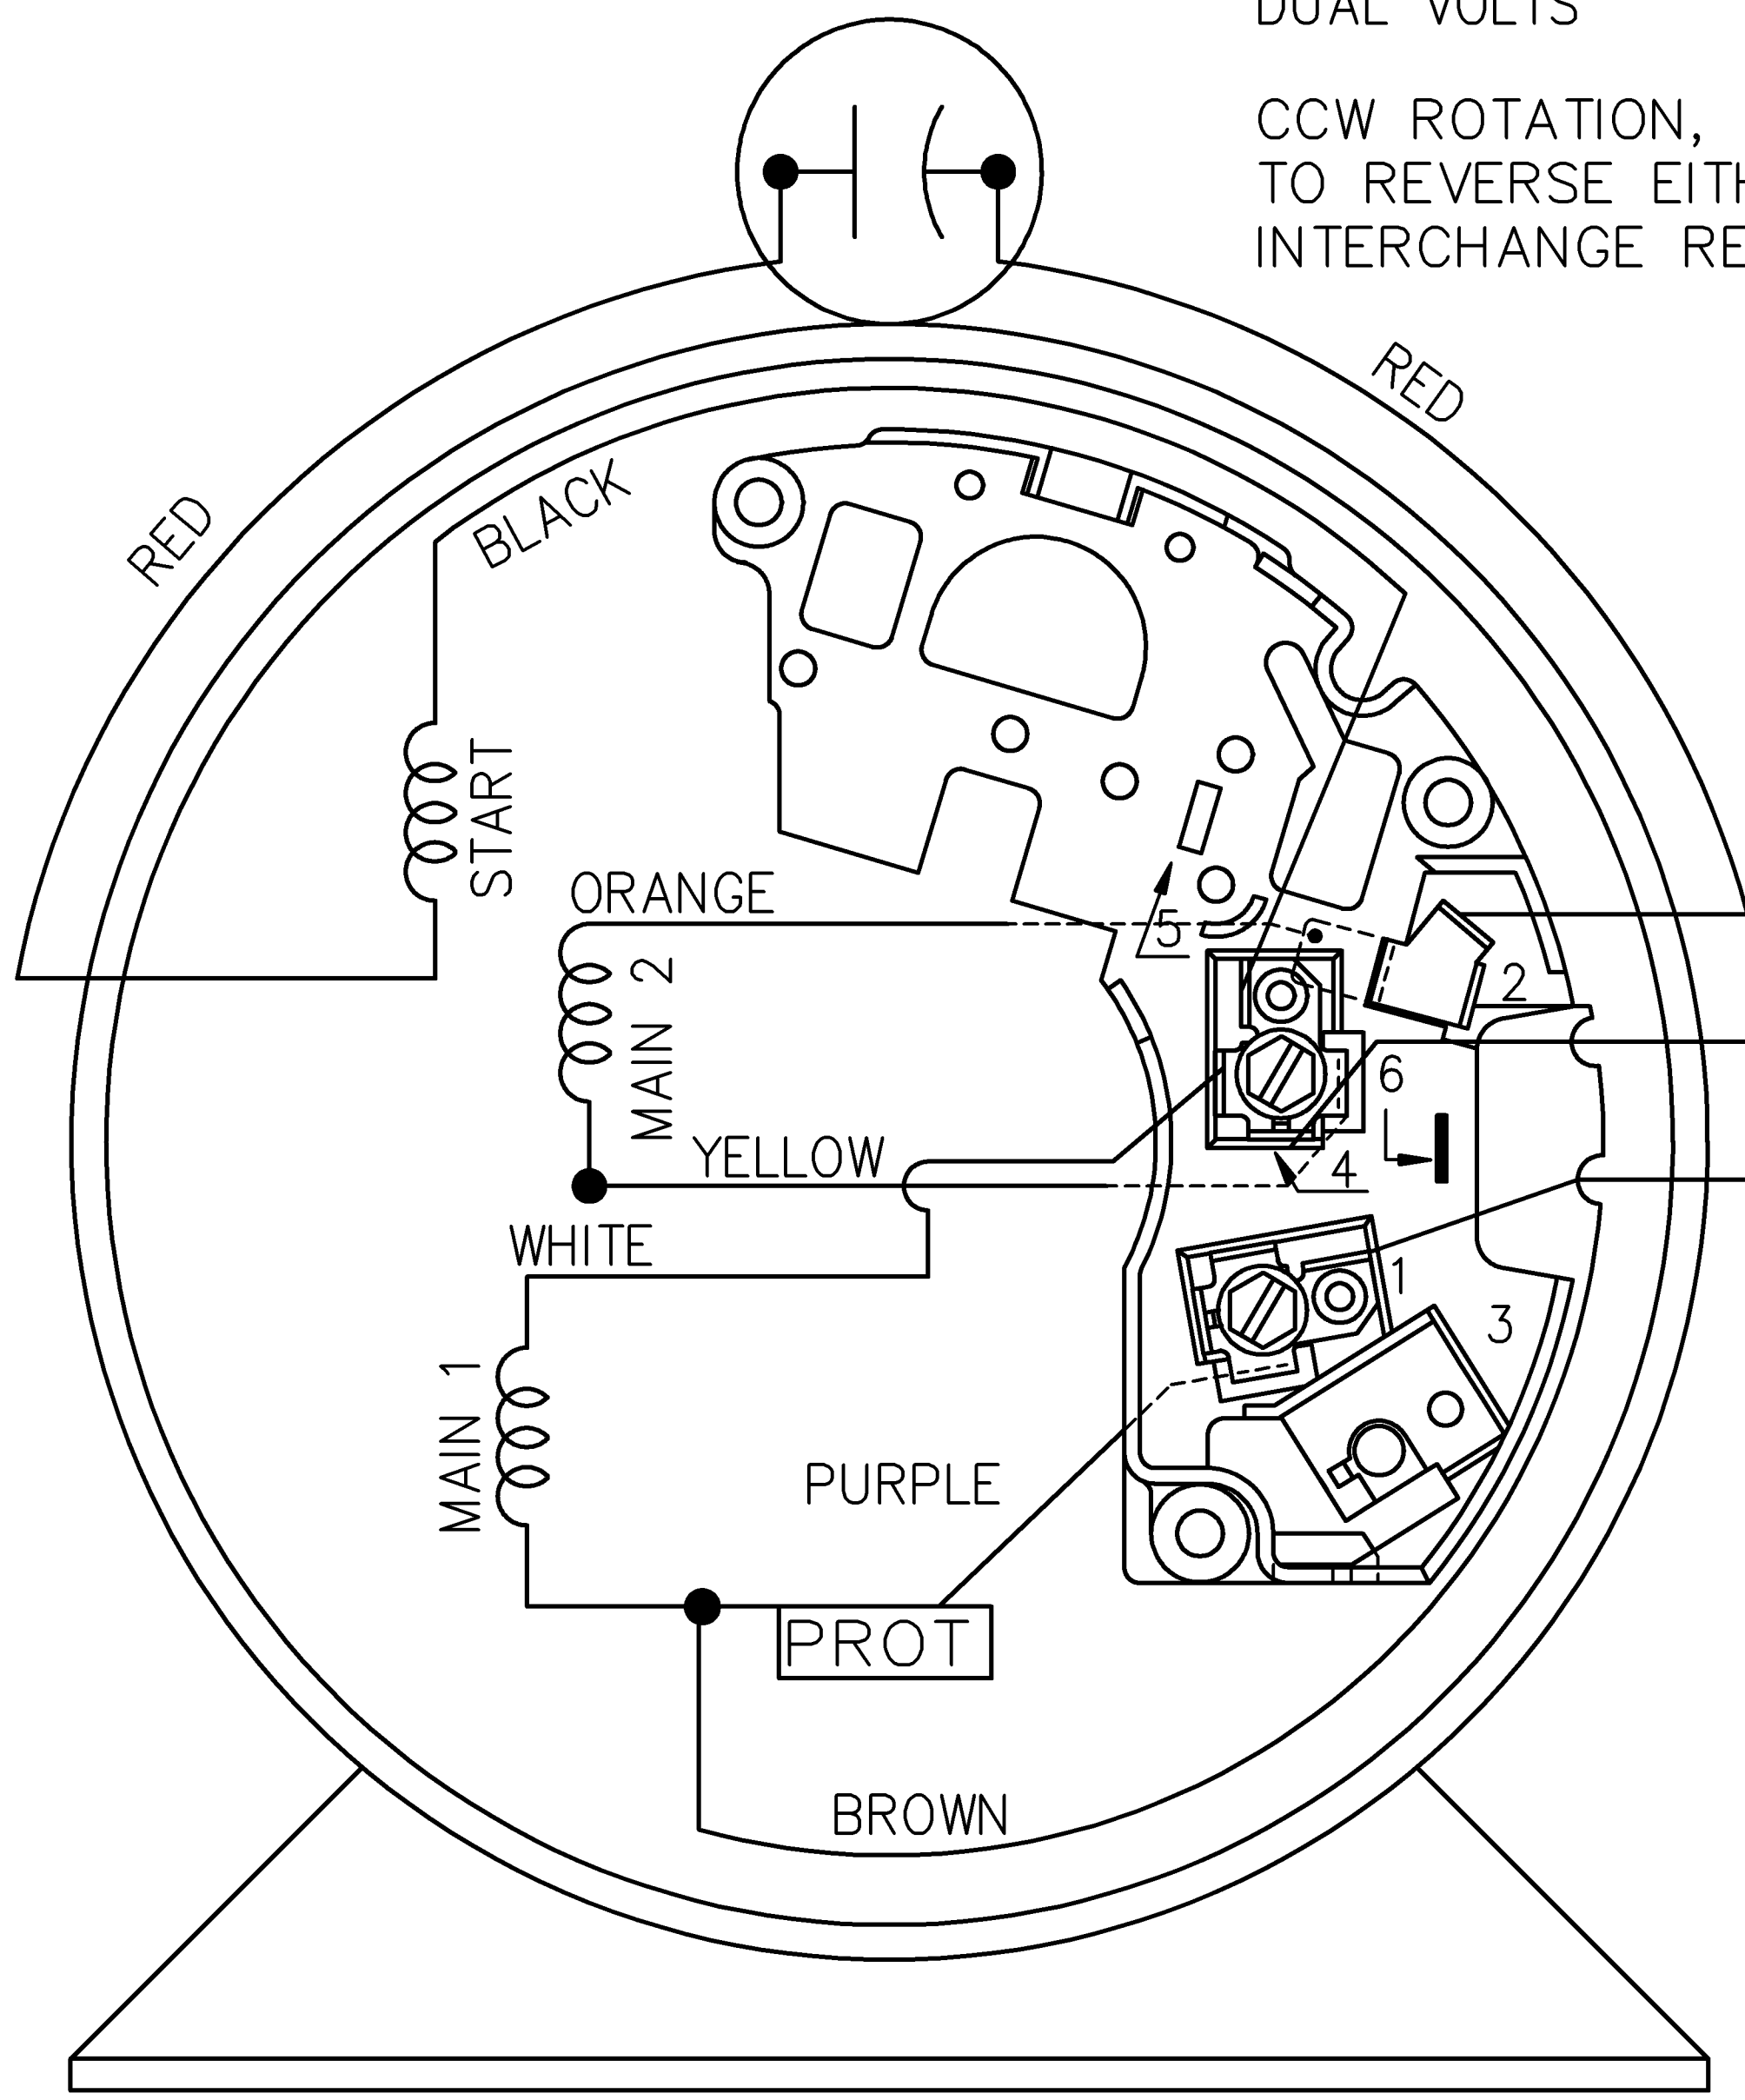 DUAL VOLTS
CCW ROTATION,
TO REVERSE EITH
INTERCHANGE RE
RED
RED
BLACK
START
ORANGE
5
MAIN 2
2
6
YELLOW
4
WHITE
1
3
MAIN 1
PURPLE
PROT
BROWN